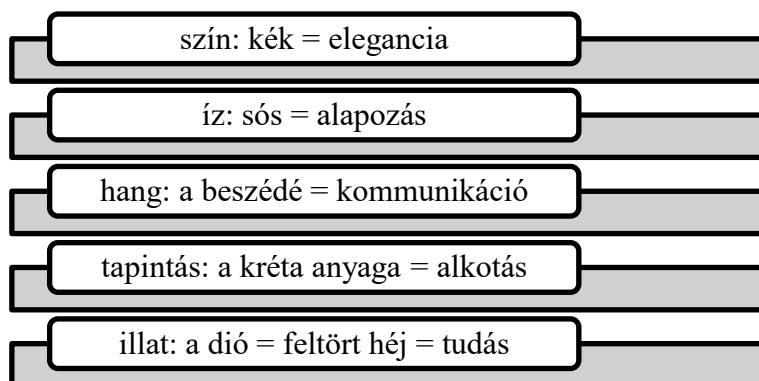 szín: kék = elegancia
íz: sós = alapozás
hang: a beszédé = kommunikáció
tapintás: a kréta anyaga = alkotás
illat: a dió = feltört héj = tudás